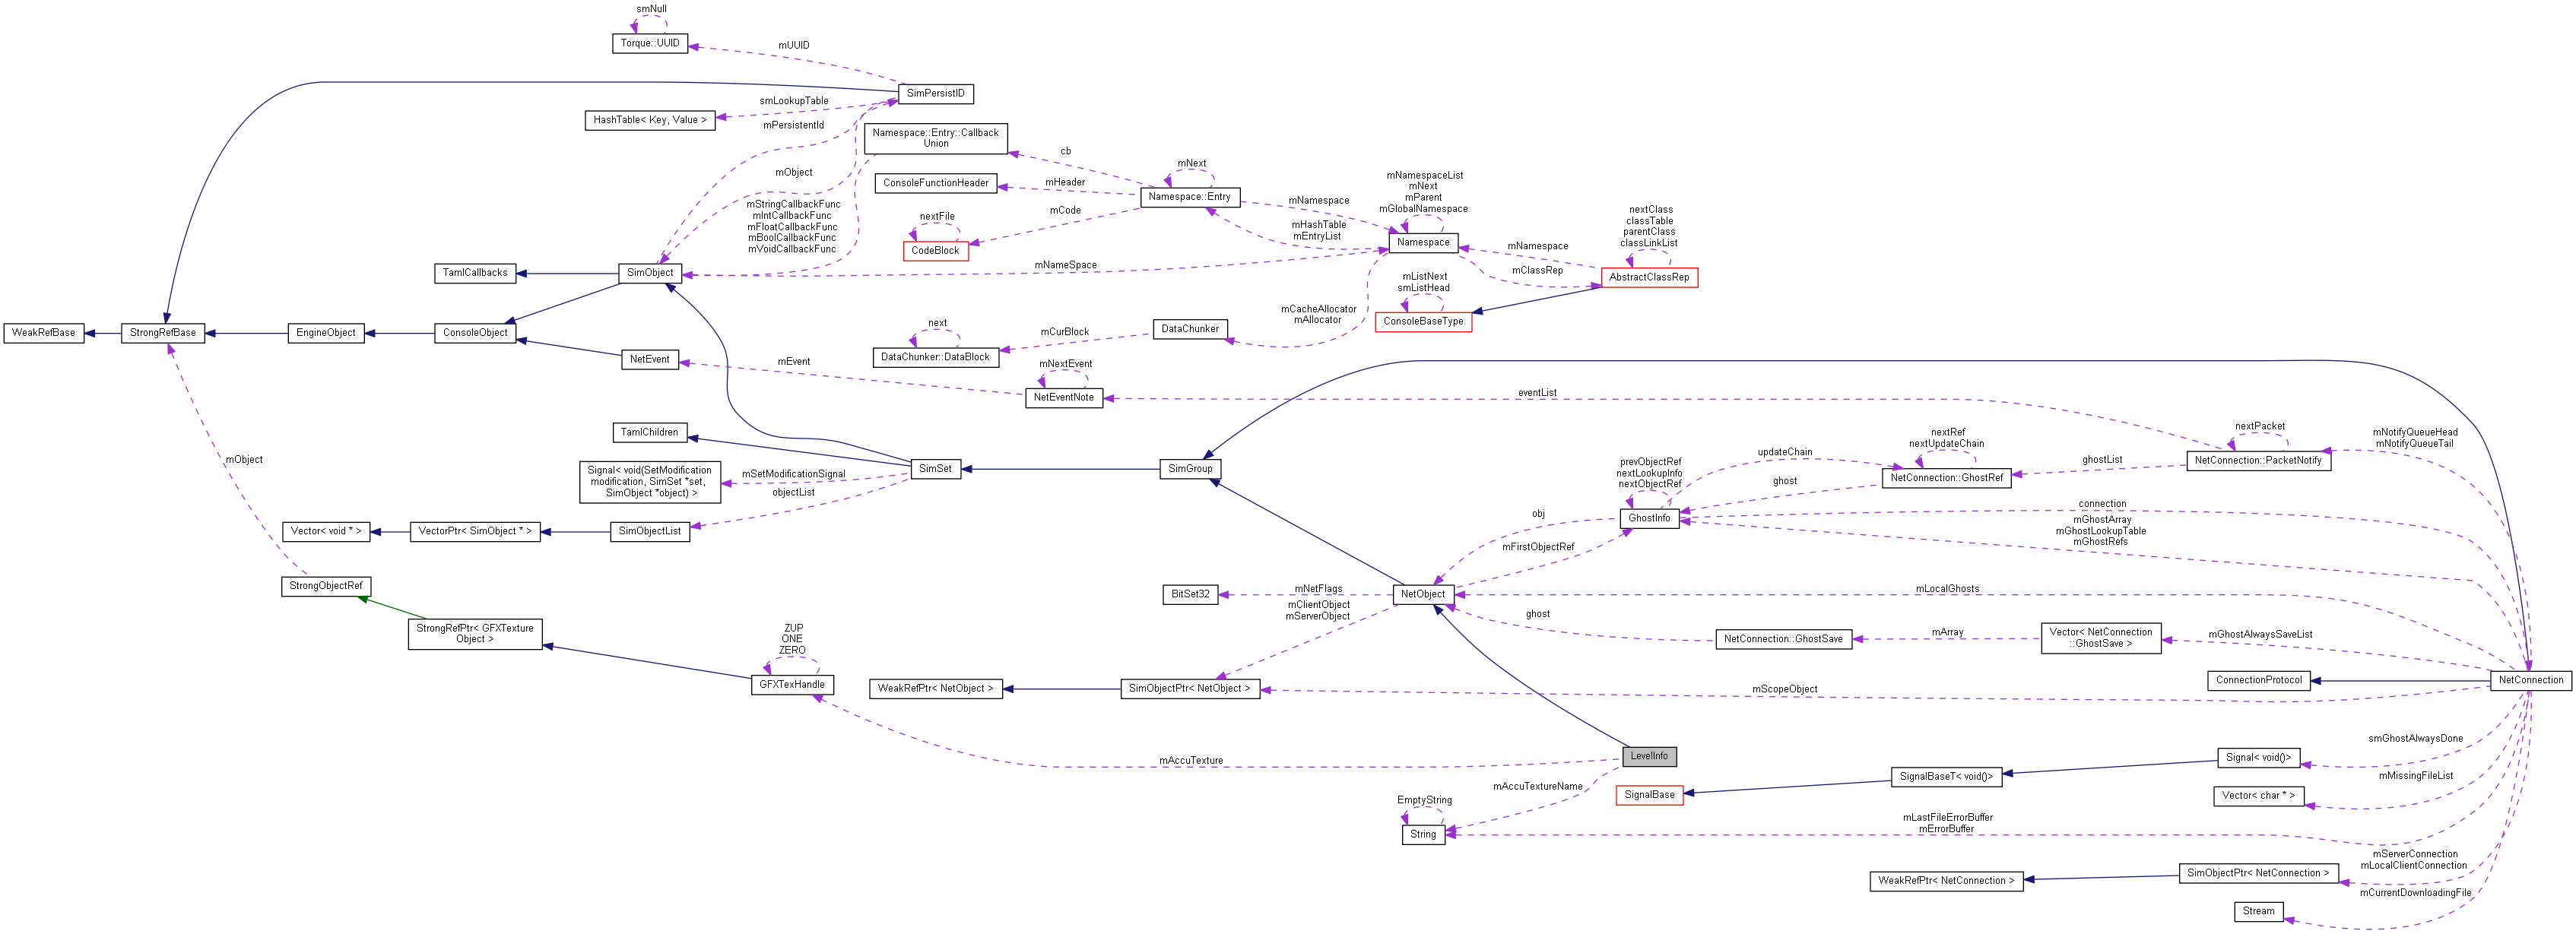 smNull
Torque::UUID
mUUID
SimPersistID
smLookupTable
HashTable< Key, Value >
mPersistentId
Namespace::Entry::Callback
Union
cb
mNext
mObject
ConsoleFunctionHeader
mHeader
Namespace::Entry
mNamespaceList
mNext
mParent
mGlobalNamespace
mNamespace
mStringCallbackFunc
mIntCallbackFunc
mFloatCallbackFunc
mBoolCallbackFunc
mVoidCallbackFunc
nextFile
mCode
CodeBlock
mHashTable
mEntryList
Namespace
nextClass
classTable
parentClass
classLinkList
mNamespace
AbstractClassRep
mClassRep
TamlCallbacks
SimObject
mNameSpace
mListNext
smListHead
ConsoleBaseType
mCacheAllocator
mAllocator
WeakRefBase
StrongRefBase
EngineObject
ConsoleObject
next
mCurBlock
DataChunker
DataChunker::DataBlock
NetEvent
mEvent
mNextEvent
NetEventNote
eventList
TamlChildren
Signal< void(SetModification
modification, SimSet *set,
SimObject *object) >
mSetModificationSignal
objectList
SimSet
SimGroup
nextPacket
mNotifyQueueHead
mNotifyQueueTail
NetConnection::PacketNotify
nextRef
nextUpdateChain
updateChain
ghostList
NetConnection::GhostRef
prevObjectRef
nextLookupInfo
nextObjectRef
ghost
GhostInfo
connection
mGhostArray
mGhostLookupTable
mGhostRefs
obj
mFirstObjectRef
Vector< void * >
VectorPtr< SimObject * >
SimObjectList
mObject
StrongObjectRef
BitSet32
mNetFlags
NetObject
mLocalGhosts
mClientObject
mServerObject
ghost
NetConnection::GhostSave
mArray
Vector< NetConnection
::GhostSave >
mGhostAlwaysSaveList
StrongRefPtr< GFXTexture
Object >
ZUP
ONE
ZERO
GFXTexHandle
WeakRefPtr< NetObject >
SimObjectPtr< NetObject >
mScopeObject
ConnectionProtocol
NetConnection
mAccuTexture
LevelInfo
smGhostAlwaysDone
Signal< void()>
SignalBaseT< void()>
SignalBase
mMissingFileList
Vector< char * >
mAccuTextureName
EmptyString
String
mLastFileErrorBuffer
mErrorBuffer
mServerConnection
mLocalClientConnection
SimObjectPtr< NetConnection >
WeakRefPtr< NetConnection >
mCurrentDownloadingFile
Stream